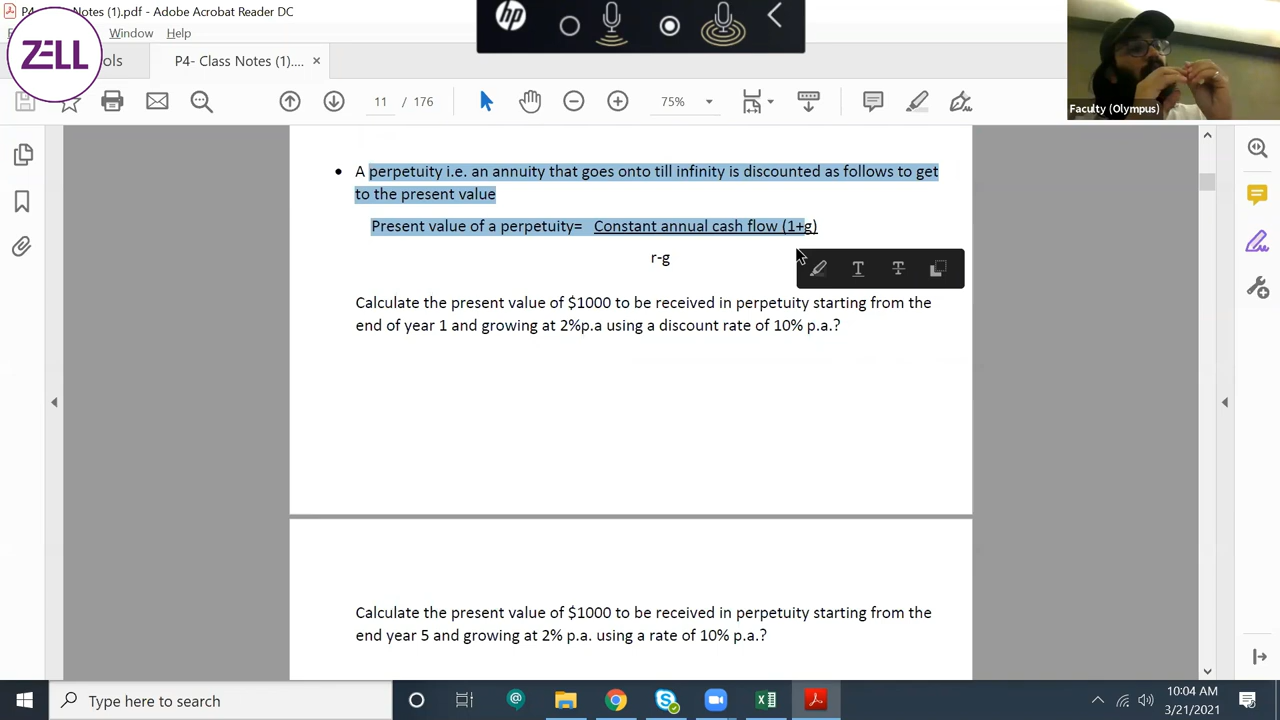 Notes (1).pdf - Adobe Acrobat Reader DC
Window Help
ZELL
ols
P4- Class Notes (1)....
×
hp
Faculty (Olympus)
11 / 176
75%
• A perpetuity i.e. an annuity that goes onto till infinity is discounted as follows to get
to the present value
Present value of a perpetuity= Constant annual cash flow (1+g)
r-g
Calculate the present value of $1000 to be received in perpetuity starting from the
end of year 1 and growing at 2%p.a using a discount rate of 10% p.a.?
Calculate the present value of $1000 to be received in perpetuity starting from the
end year 5 and growing at 2% p.a. using a rate of 10% p.a.?
Type here to search
10:04 AM
3/21/2021